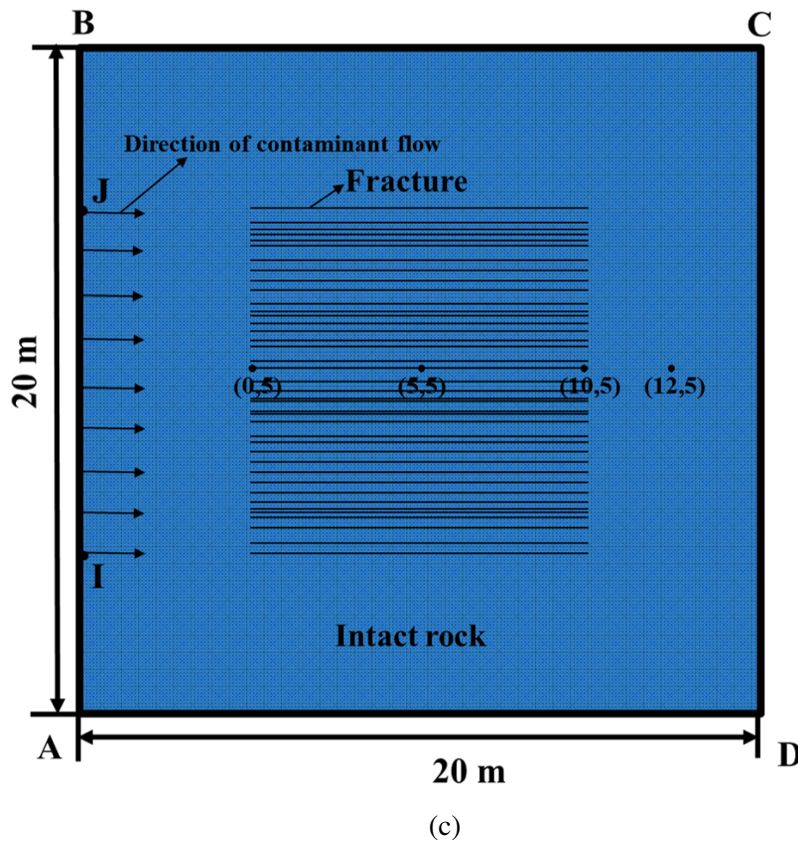 B
C
Direction of contaminant flow
J
Fracture
20 m
(0,5) (5,5) (10,5) (12,5)
I
Intact rock
A
D
20 m
(c)